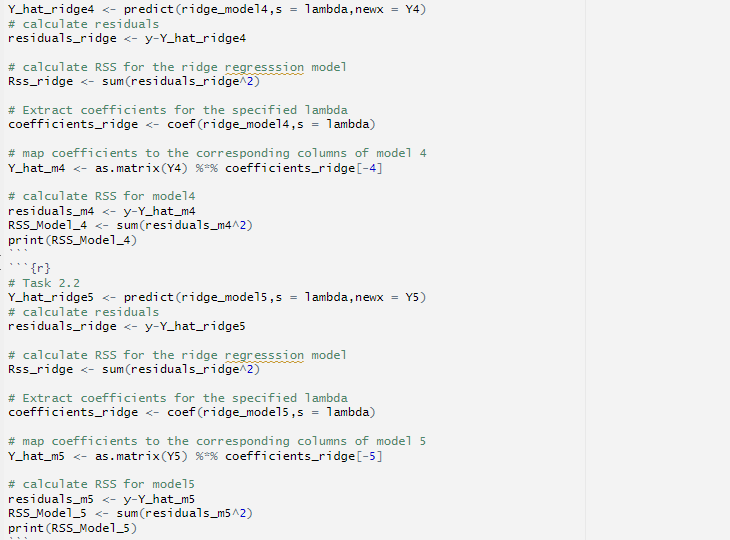 Y_hat_ridge4 <- predict(ridge_model4,s = lambda,newx = Y4)
# calculate residuals
residuals_ridge <- y-Y_hat_ridge4
# calculate RSS for the ridge regresssion model
Rss_ridge <- sum(residuals_ridge^2)
# Extract coefficients for the specified lambda
coefficients_ridge <- coef(ridge_model4,s = lambda)
# map coefficients to the corresponding columns of model 4
Y_hat_m4 <- as.matrix(Y4) %*% coefficients_ridge[-4]
# calculate RSS for model4
residuals_m4 <- y-Y_hat_m4
RSS_Model_4 <- sum(residuals_m4^2)
print(RSS_Model_4)
```
```{r}
# Task 2.2
Y_hat_ridge5 <- predict(ridge_model5,s = lambda,newx = Y5)
# calculate residuals
residuals_ridge <- y-Y_hat_ridge5
# calculate RSS for the ridge regresssion model
Rss_ridge <- sum(residuals_ridge^2)
# Extract coefficients for the specified lambda
coefficients_ridge <- coef(ridge_model5,s = lambda)
# map coefficients to the corresponding columns of model 5
Y_hat_m5 <- as.matrix(Y5) %*% coefficients_ridge[-5]
# calculate RSS for model5
residuals_m5 <- y-Y_hat_m5
RSS_Model_5 <- sum(residuals_m5^2)
print(RSS_Model_5)
```